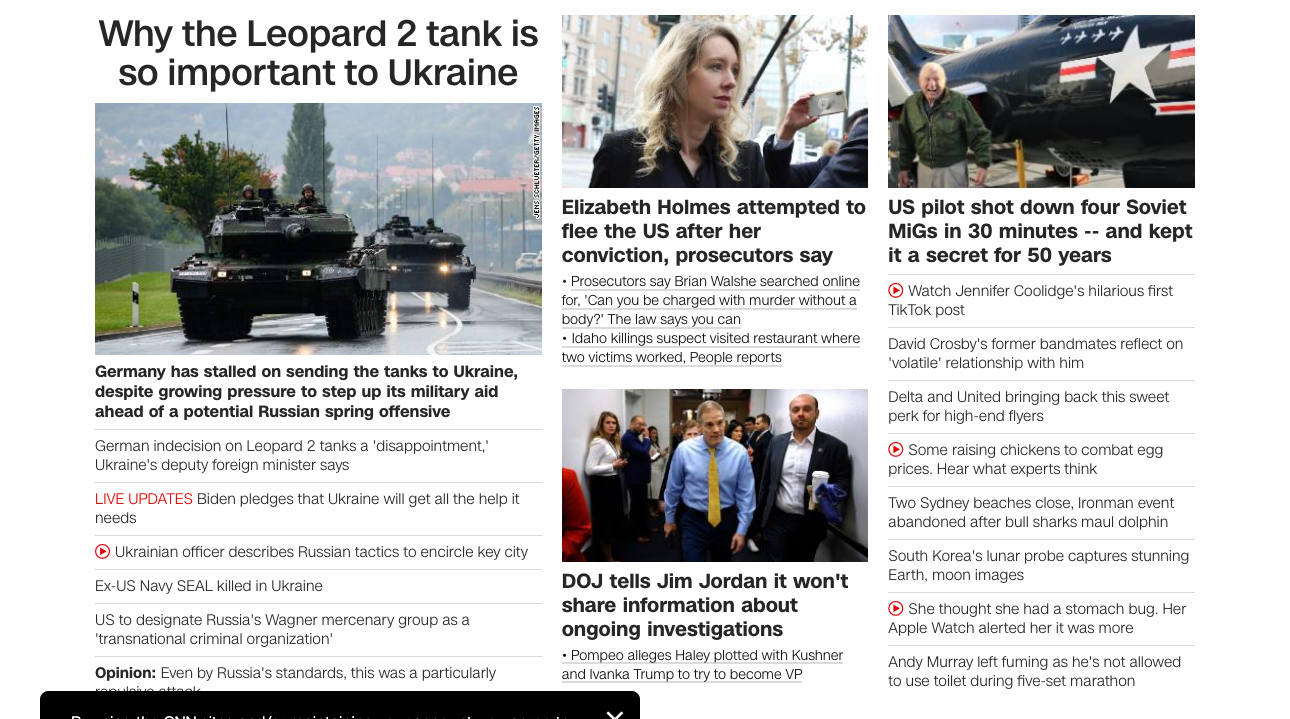 Why the Leopard 2 tank is
so important to Ukraine
JENS SCHLUETER/GETTY IMAGES
Germany has stalled on sending the tanks to Ukraine,
despite growing pressure to step up its military aid
ahead of a potential Russian spring offensive
German indecision on Leopard 2 tanks a 'disappointment,'
Ukraine's deputy foreign minister says
LIVE UPDATES Biden pledges that Ukraine will get all the help it
needs
Ukrainian officer describes Russian tactics to encircle key city
Ex-US Navy SEAL killed in Ukraine
US to designate Russia's Wagner mercenary group as a
'transnational criminal organization'
Opinion: Even by Russia's standards, this was a particularly
repulsive attack
Elizabeth Holmes attempted to
flee the US after her
conviction, prosecutors say
• Prosecutors say Brian Walshe searched online
for, 'Can you be charged with murder without a
body?' The law says you can
• Idaho killings suspect visited restaurant where
two victims worked, People reports
DOJ tells Jim Jordan it won't
share information about
ongoing investigations
• Pompeo alleges Haley plotted with Kushner
and Ivanka Trump to try to become VP
US pilot shot down four Soviet
MiGs in 30 minutes -- and kept
it a secret for 50 years
Watch Jennifer Coolidge's hilarious first
TikTok post
David Crosby's former bandmates reflect on
'volatile' relationship with him
Delta and United bringing back this sweet
perk for high-end flyers
Some raising chickens to combat egg
prices. Hear what experts think
Two Sydney beaches close, Ironman event
abandoned after bull sharks maul dolphin
South Korea's lunar probe captures stunning
Earth, moon images
She thought she had a stomach bug. Her
Apple Watch alerted her it was more
Andy Murray left fuming as he's not allowed
to use toilet during five-set marathon